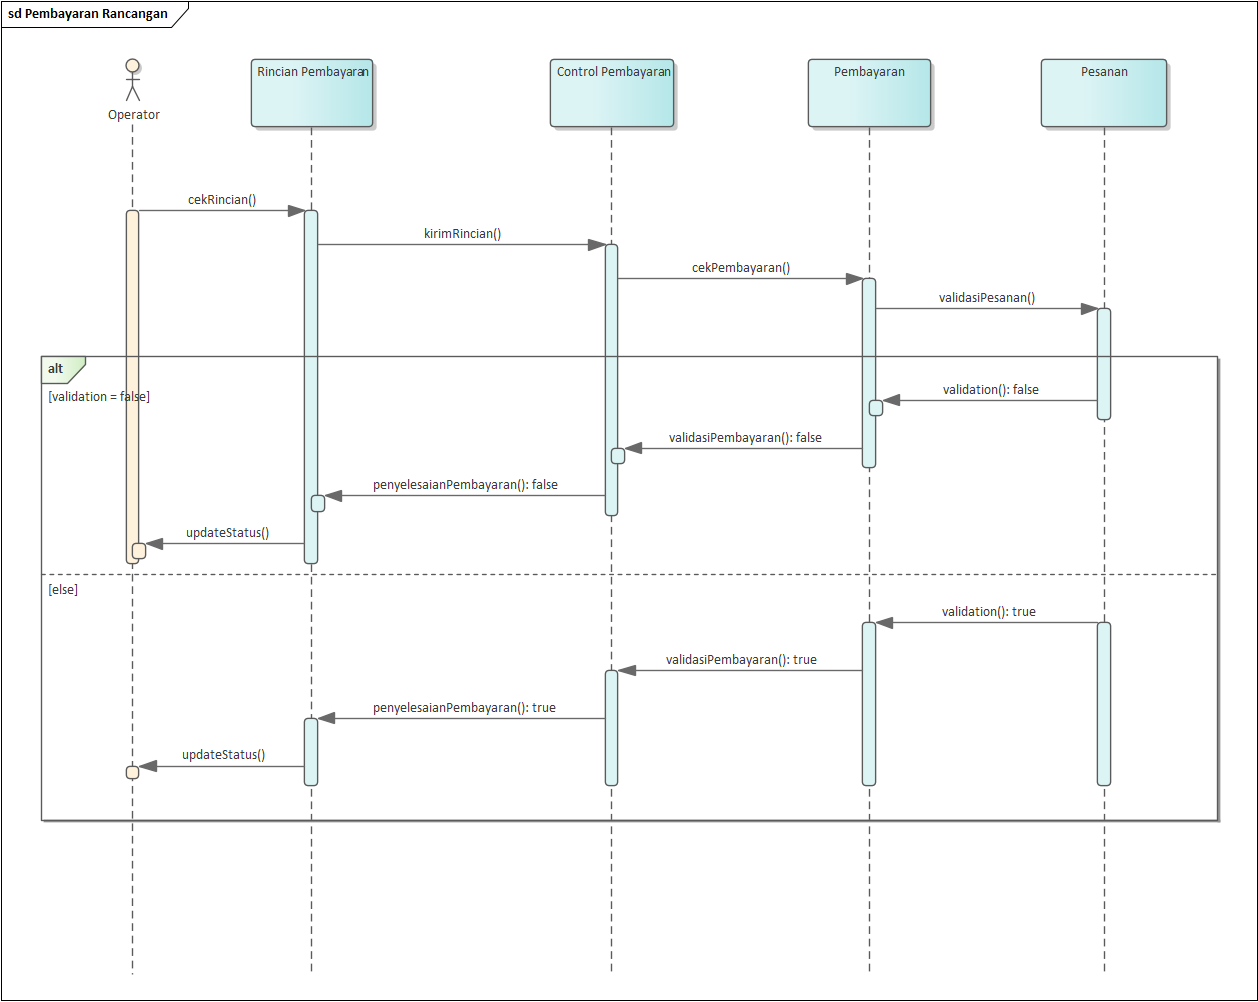 sd Pembayaran Rancangan
Operator
Rincian Pembayaran
Control Pembayaran
Pembayaran
Pesanan
cekRincian()
kirimRincian()
cekPembayaran()
validasiPesanan()
alt
[validation = false]
validation(): false
validasiPembayaran(): false
penyelesaianPembayaran(): false
updateStatus()
[else]
validation(): true
validasiPembayaran(): true
penyelesaianPembayaran(): true
updateStatus()